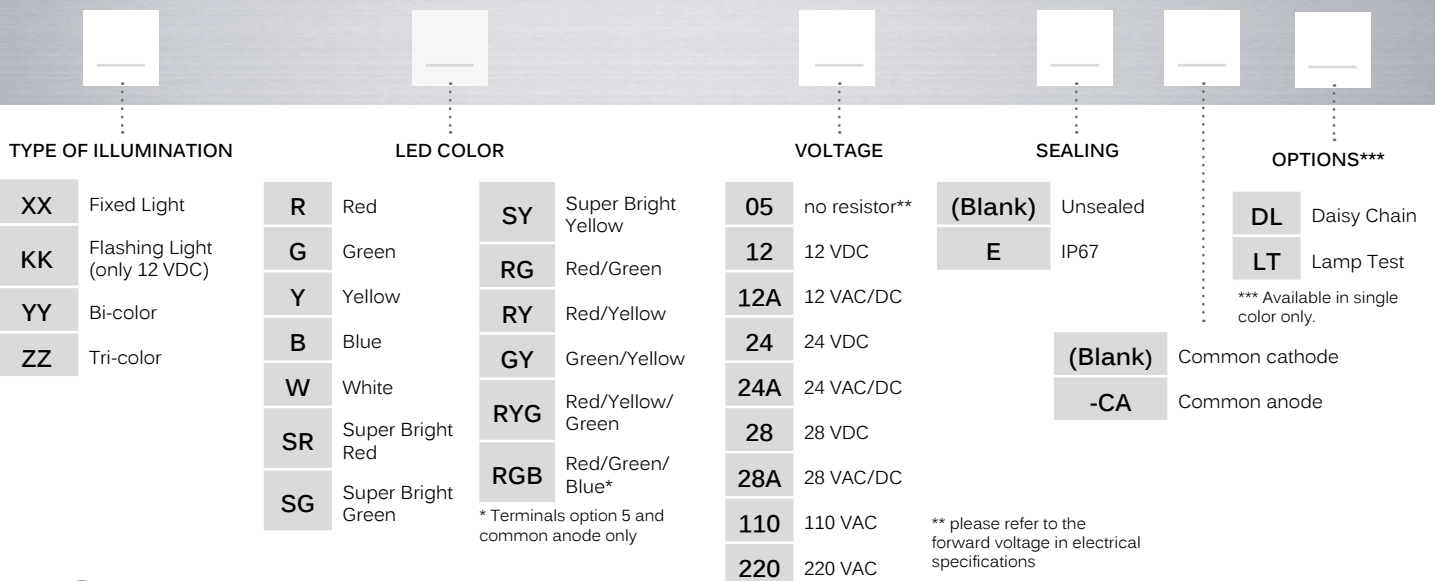 TYPE OF ILLUMINATION
XX Fixed Light
KK Flashing Light
(only 12 VDC)
YY Bi-color
ZZ Tri-color
LED COLOR
R Red
G Green
Y Yellow
B Blue
W White
SR Super Bright
Red
SG Super Bright
Green
SY Super Bright
Yellow
RG Red/Green
RY Red/Yellow
GY Green/Yellow
RYG Red/Yellow/
Green
RGB Red/Green/
Blue*
* Terminals option 5 and
common anode only
VOLTAGE
05 no resistor**
12 12 VDC
12A 12 VAC/DC
24 24 VDC
24A 24 VAC/DC
28 28 VDC
28A 28 VAC/DC
110 110 VAC
220 220 VAC
** please refer to the
forward voltage in electrical
specifications
SEALING
(Blank) Unsealed
E IP67
(Blank) Common cathode
-CA Common anode
OPTIONS***
DL Daisy Chain
LT Lamp Test
*** Available in single
color only.